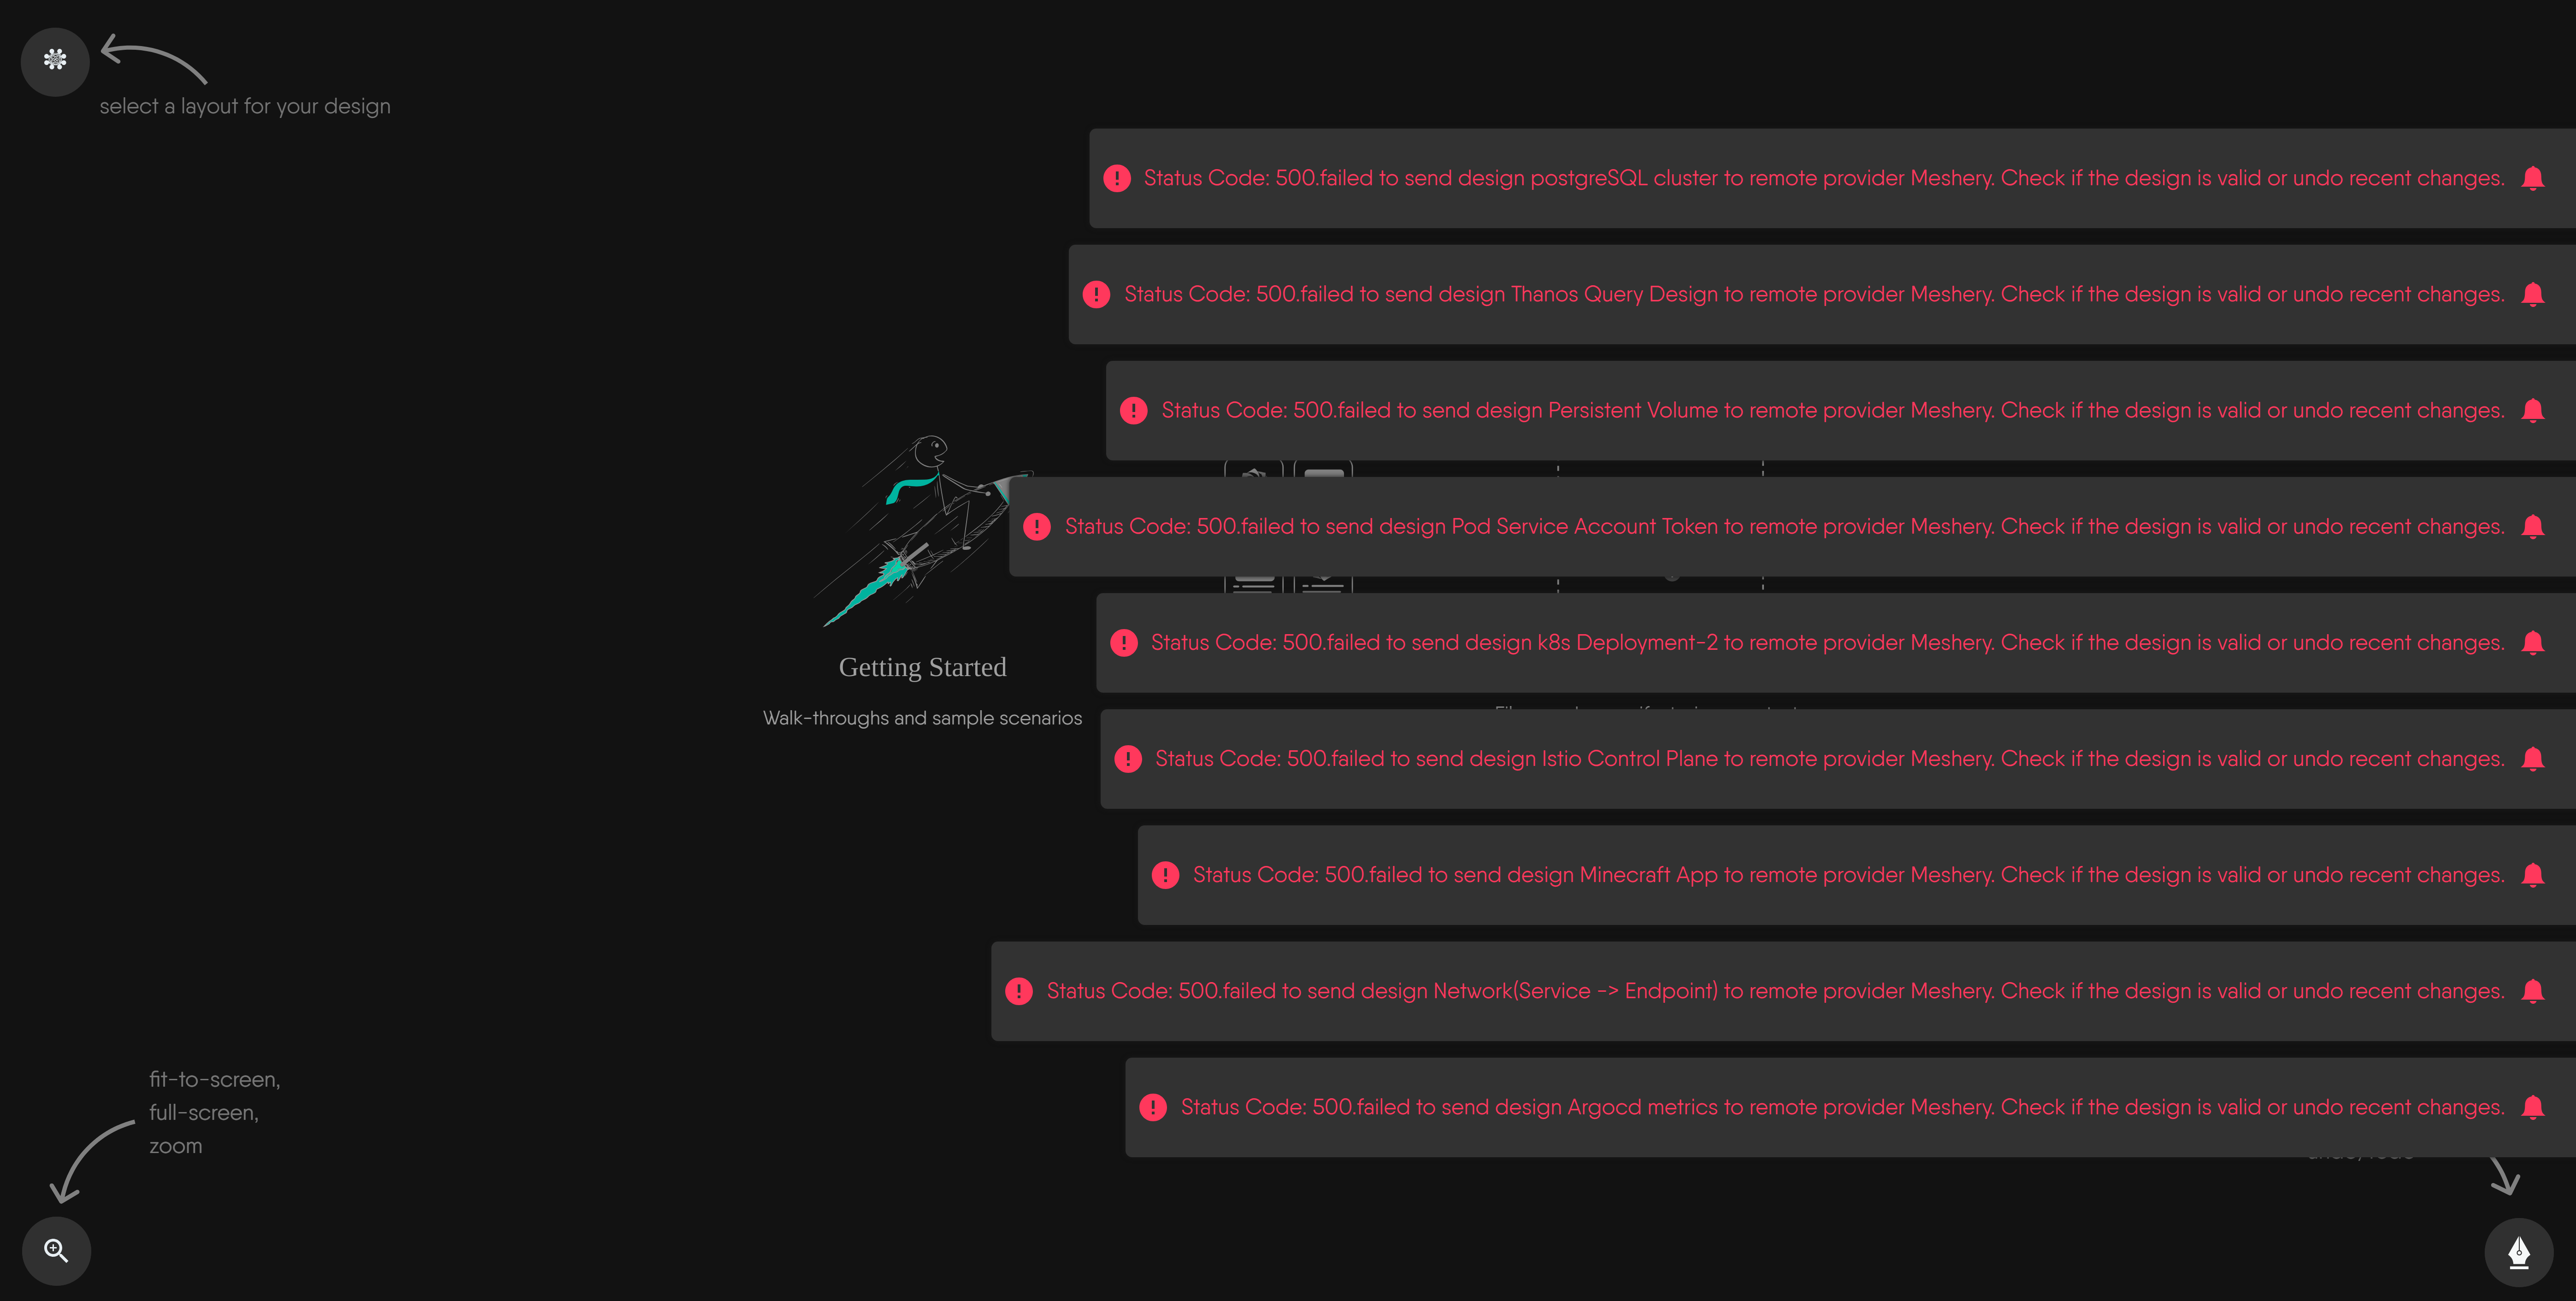 select a layout for your design
Status Code: 500.failed to send design postgreSQL cluster to remote provider Meshery. Check if the design is valid or undo recent changes.
Status Code: 500.failed to send design Thanos Query Design to remote provider Meshery. Check if the design is valid or undo recent changes.
Status Code: 500.failed to send design Persistent Volume to remote provider Meshery. Check if the design is valid or undo recent changes.
Status Code: 500.failed to send design Pod Service Account Token to remote provider Meshery. Check if the design is valid or undo recent changes.
Status Code: 500.failed to send design k8s Deployment-2 to remote provider Meshery. Check if the design is valid or undo recent changes.
Getting Started
Walk-throughs and sample scenarios
Status Code: 500.failed to send design Istio Control Plane to remote provider Meshery. Check if the design is valid or undo recent changes.
Status Code: 500.failed to send design Minecraft App to remote provider Meshery. Check if the design is valid or undo recent changes.
Status Code: 500.failed to send design Network(Service -> Endpoint) to remote provider Meshery. Check if the design is valid or undo recent changes.
Status Code: 500.failed to send design Argocd metrics to remote provider Meshery. Check if the design is valid or undo recent changes.
fit-to-screen,
full-screen,
zoom